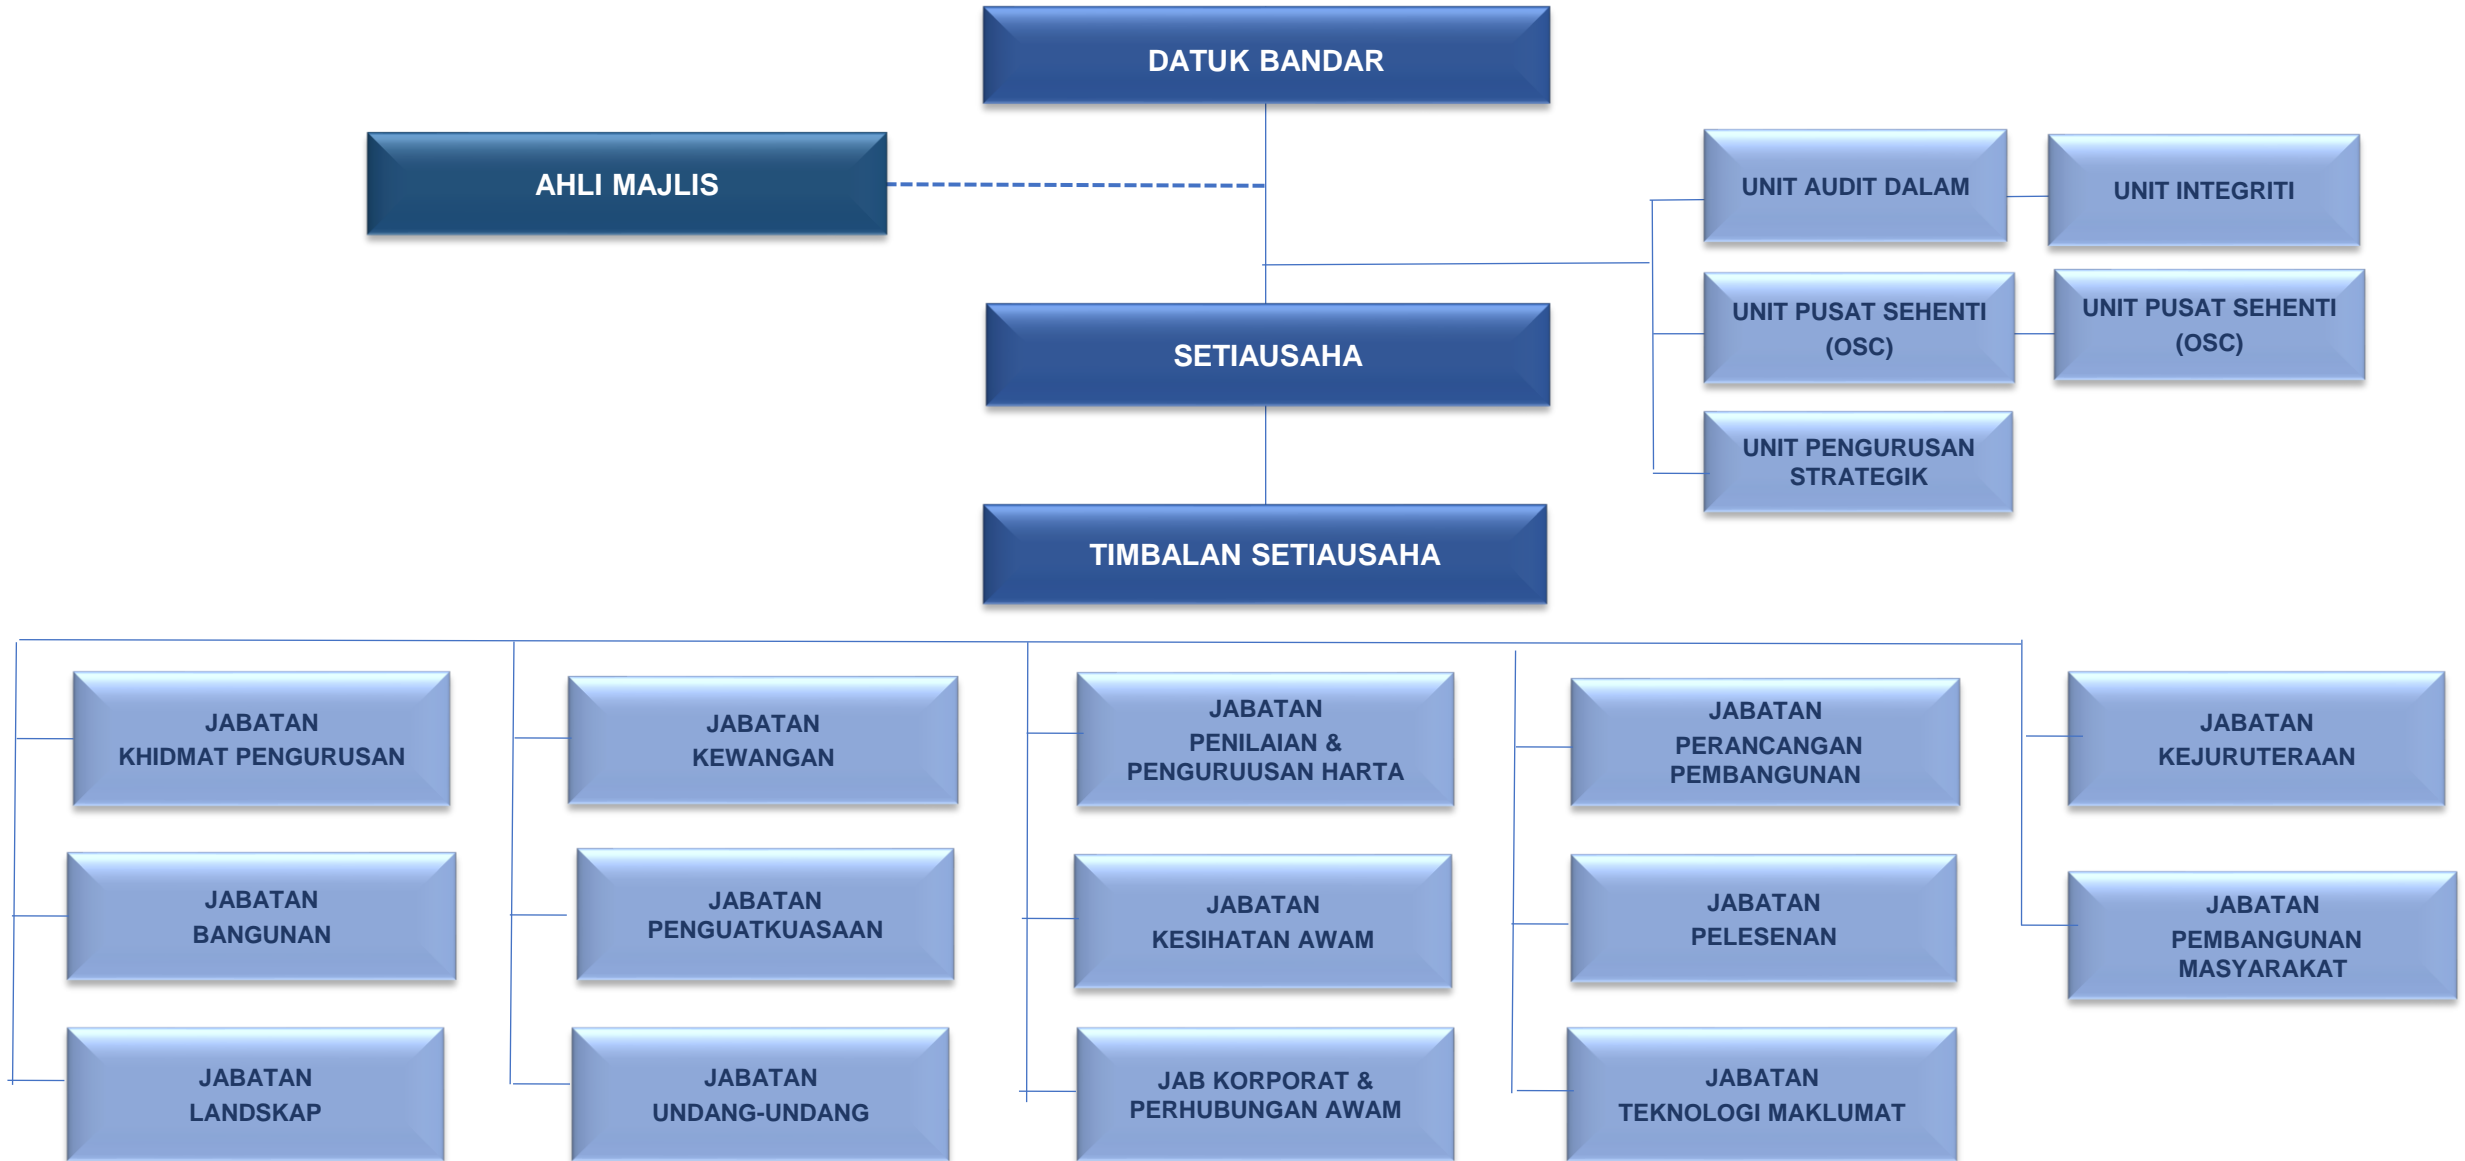 DATUK BANDAR
AHLI MAJLIS
UNIT AUDIT DALAM
UNIT INTEGRITI
UNIT PUSAT SEHENTI
(OSC)
UNIT PUSAT SEHENTI
(OSC)
SETIAUSAHA
UNIT PENGURUSAN
STRATEGIK
TIMBALAN SETIAUSAHA
JABATAN
KHIDMAT PENGURUSAN
JABATAN
KEWANGAN
JABATAN
PENILAIAN &
PENGURUUSAN HARTA
JABATAN
PERANCANGAN
PEMBANGUNAN
JABATAN
KEJURUTERAAN
JABATAN
BANGUNAN
JABATAN
PENGUATKUASAAN
JABATAN
KESIHATAN AWAM
JABATAN
PELESENAN
JABATAN
PEMBANGUNAN
MASYARAKAT
JABATAN
LANDSKAP
JABATAN
UNDANG-UNDANG
JAB KORPORAT &
PERHUBUNGAN AWAM
JABATAN
TEKNOLOGI MAKLUMAT